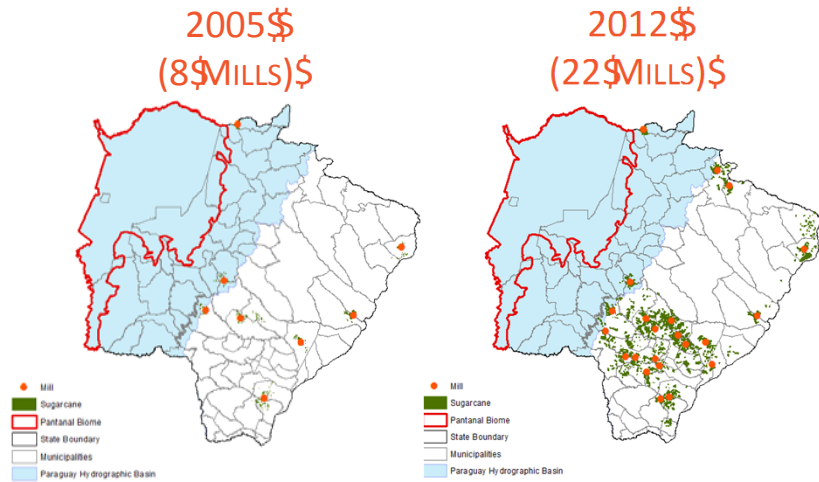 2005$$
(8$MILLS)$
Mill
Sugarcane
Pantanal Biome
State Boundary
Municipalities
Paraguay Hydrographic Basin
2012$$
(22$MILLS)$
Mill
Sugarcane
Pantanal Biome
State Boundary
Municipalities
Paraguay Hydrographic Basin